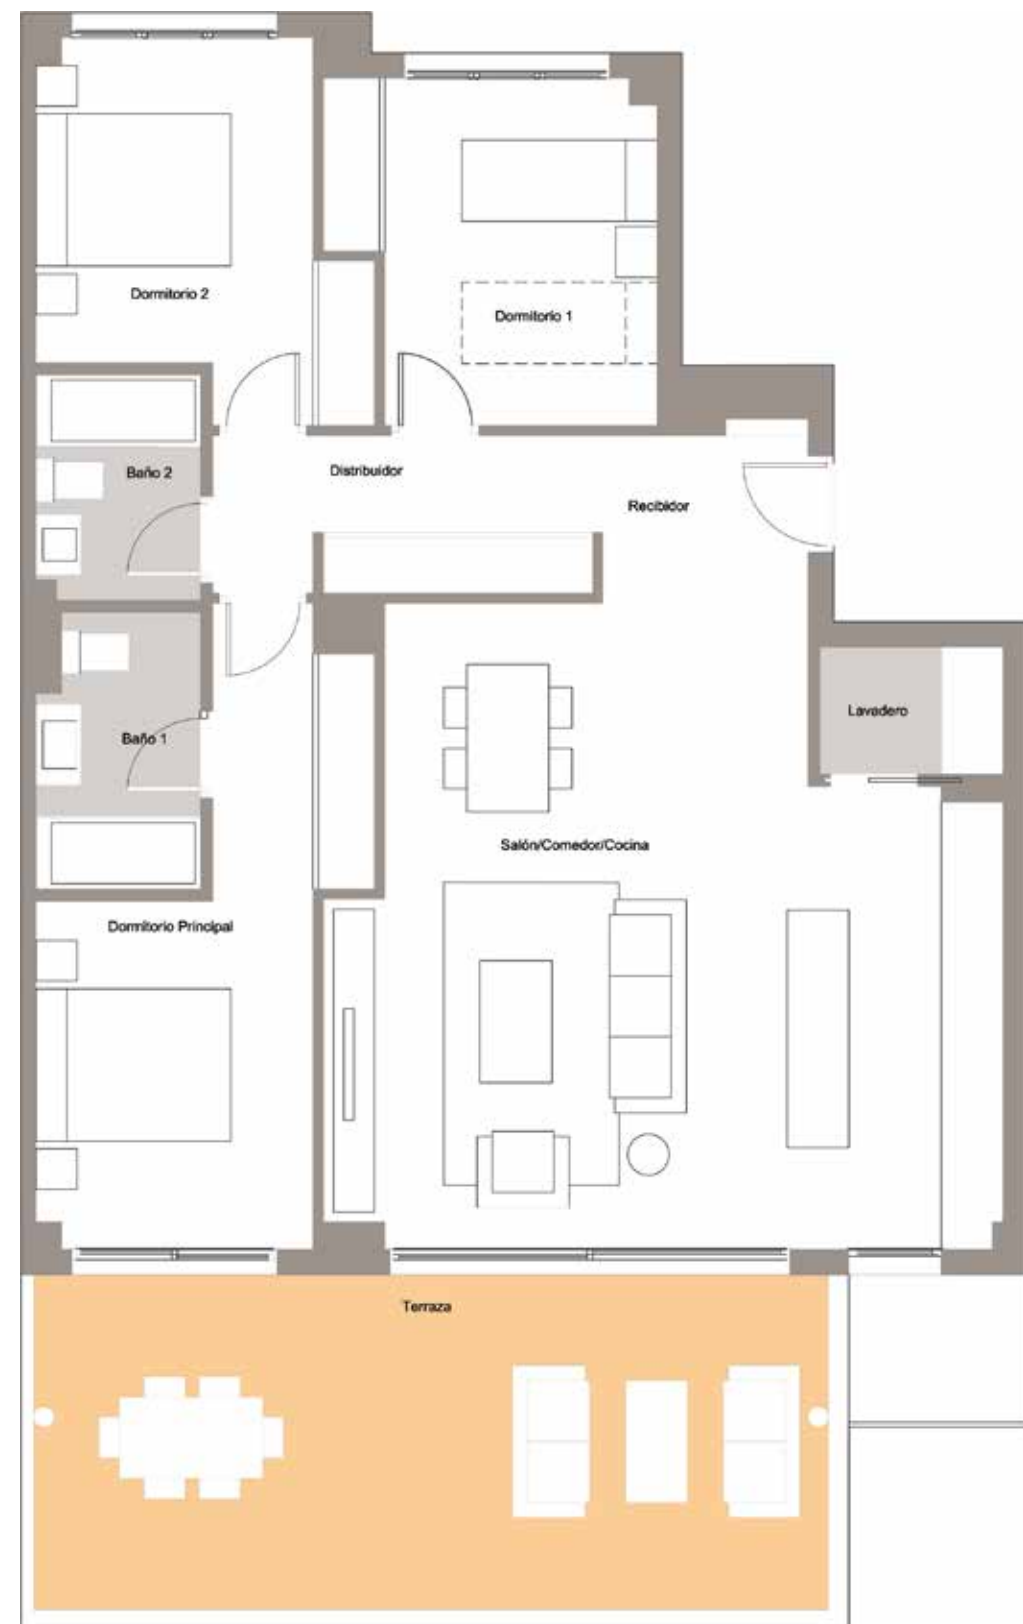 Dormitorio 2
Dormitorio 1
Baño 2
Distribuidor
Recibidor
Lavadero
Baño 1
Salón/Comedor/Cocina
Dormitorio Principal
Terraza